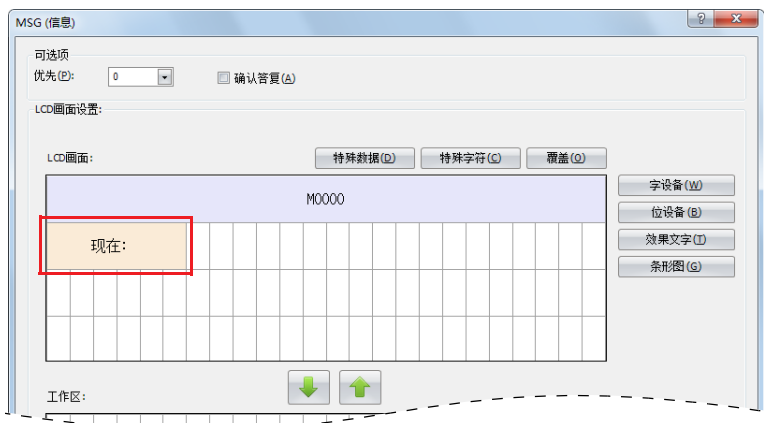 MSG (信息)
可选项
优先(P): 0 确认答复(A)
LCD画面设置:
LCD画面: 特殊数据(D) 特殊字符(C) 覆盖(O)
M0000
现在:
字设备(W)
位设备(B)
效果文字(T)
条形图(G)
工作区: